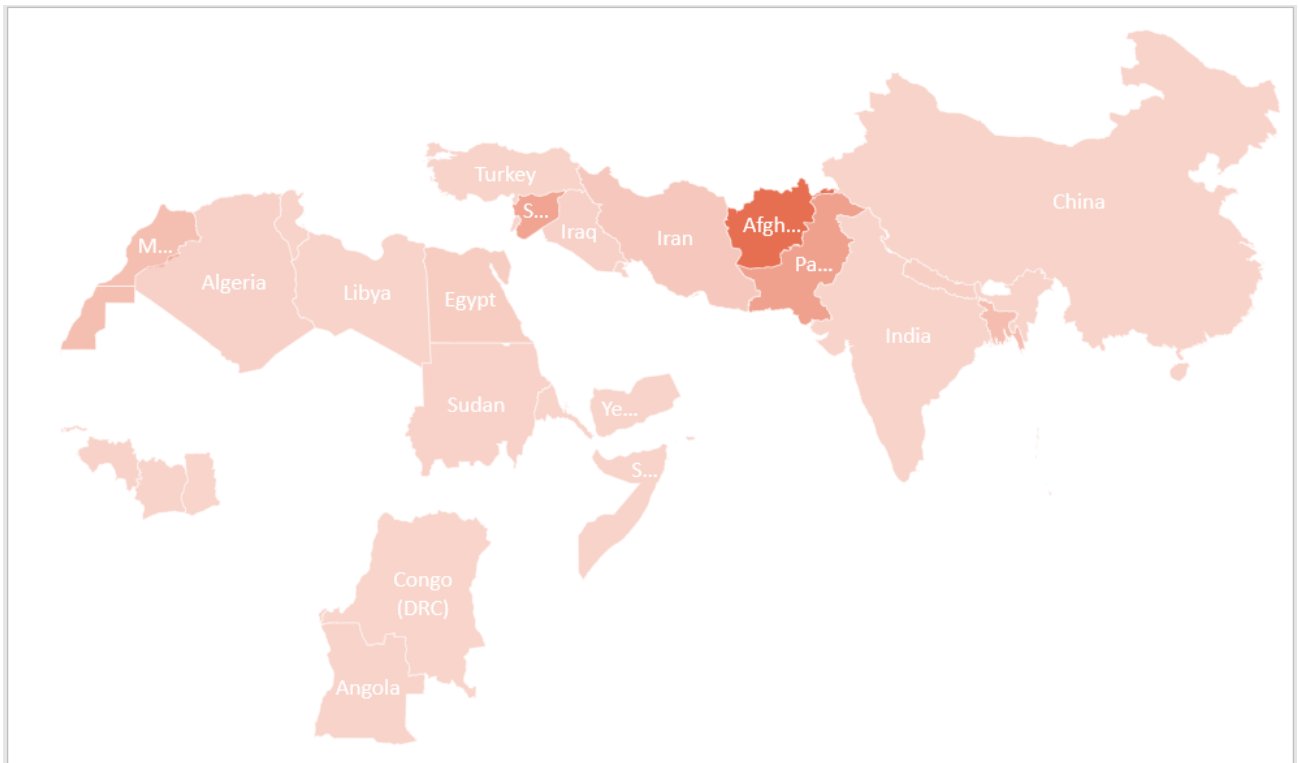 Turkey
China
S...
Iraq
Iran
Afgh...
M...
Pa...
Algeria
Libya
Egypt
India
Sudan
Ye...
S...
Congo
(DRC)
Angola